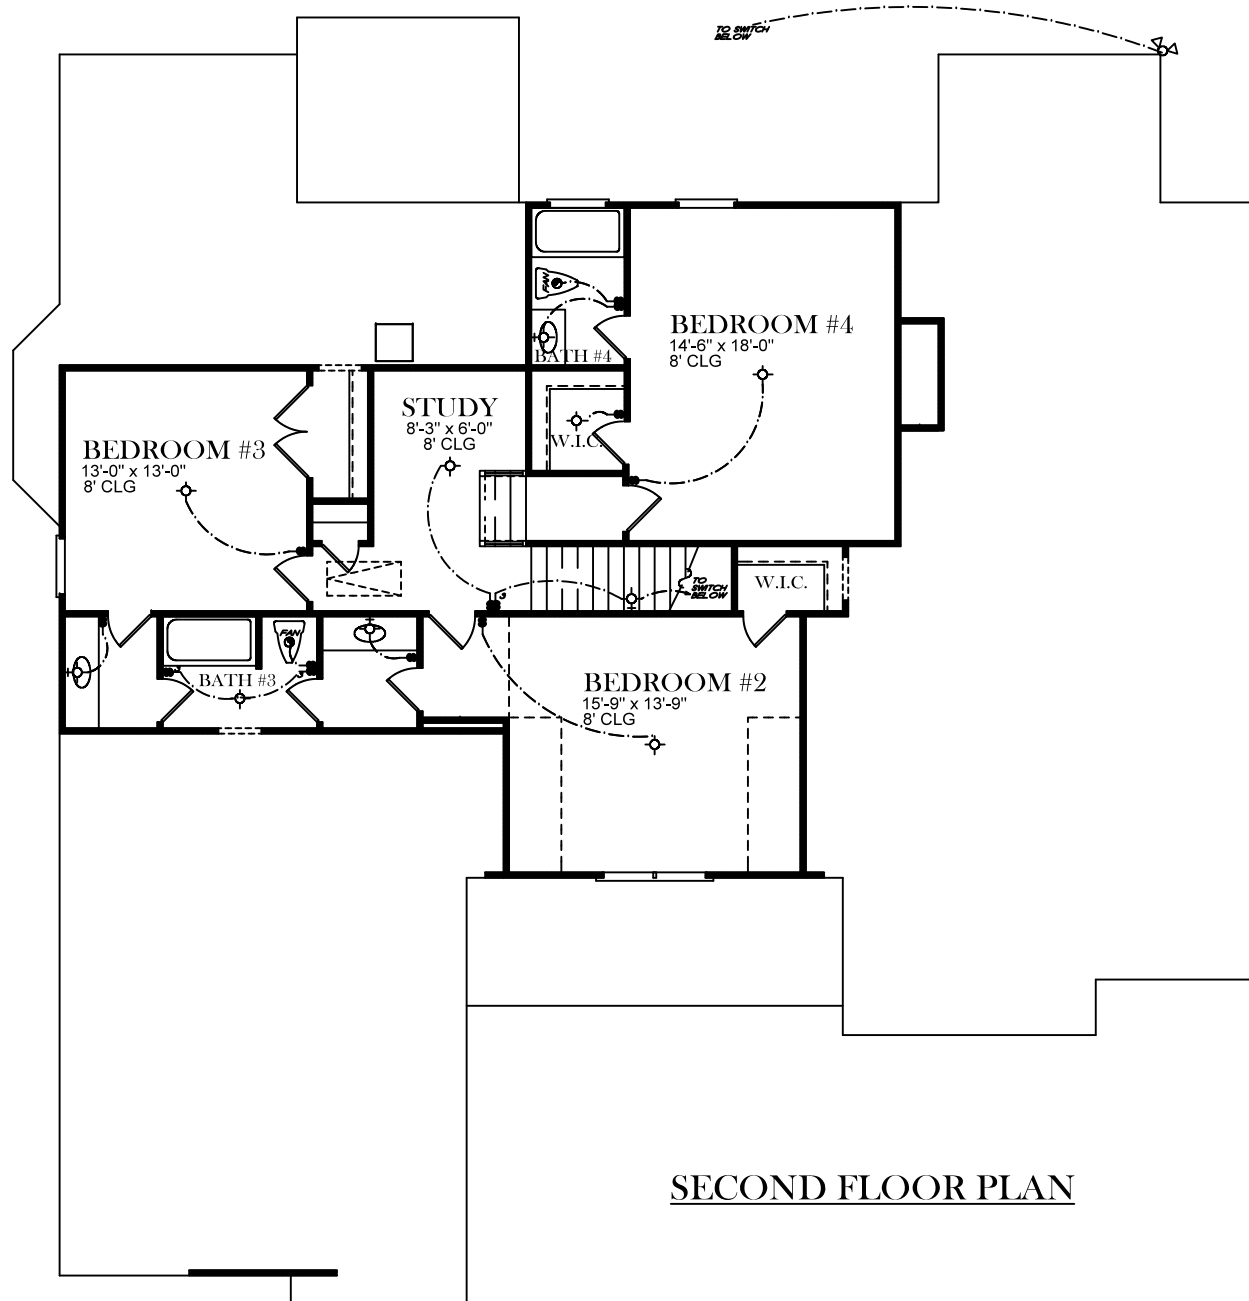 TO SWITCH
BELOW
FAN
BATH #4
BEDROOM #4
14'-6" x 18'-0"
8' CLG
STUDY
8'-3" x 6'-0"
8' CLG
W.I.C.
BEDROOM #3
13'-0" x 13'-0"
8' CLG
TO
SWITCH
BELOW
W.I.C.
FAN
BATH #3
BEDROOM #2
15'-9" x 13'-9"
8' CLG
SECOND FLOOR PLAN